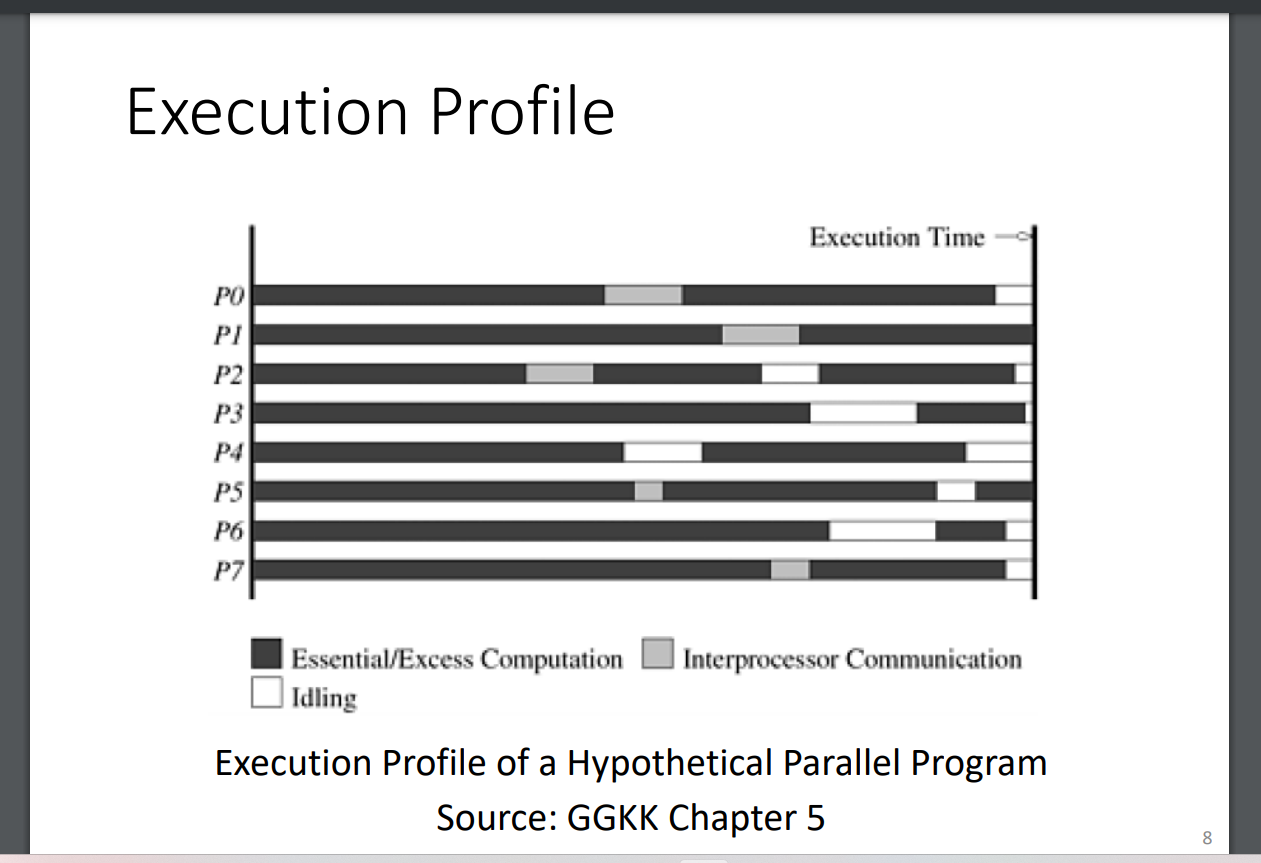 Execution Profile
Execution Time
P0
P1
P2
P3
P4
P5
P6
P7
Essential/Excess Computation
Interprocessor Communication
Idling
Execution Profile of a Hypothetical Parallel Program
Source: GGKK Chapter 5
8